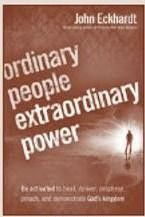 John Eckhardt
ordinary
people
extraordinary
power
Be activated to heal, deliver, prophesy,
preach, and demonstrate God's kingdom